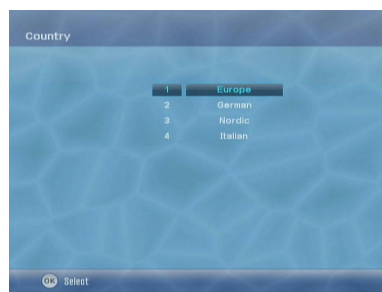 Country
1 Europe
2 German
3 Nordic
4 Italian
OK Select